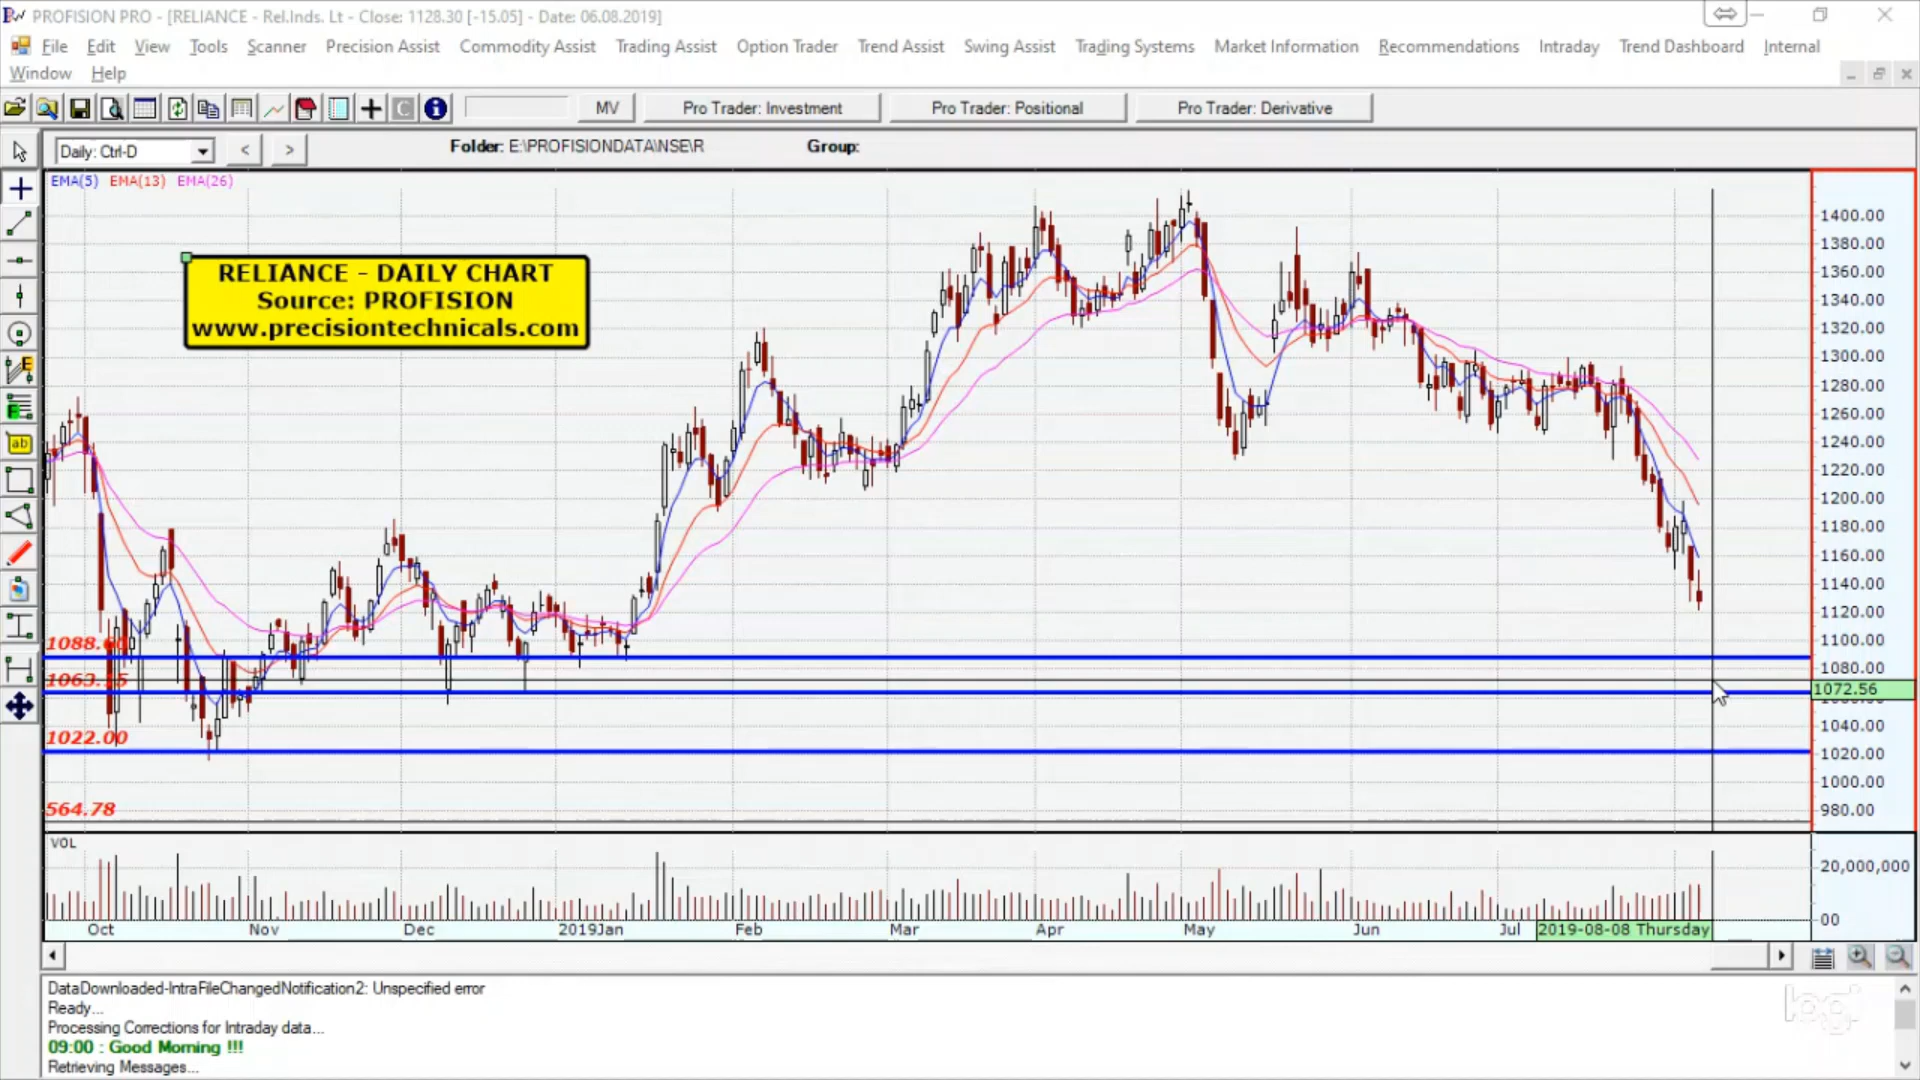 PROFISION PRO - [RELIANCE - Rel.Inds. Lt - Close: 1128.30 [-15.05] - Date: 06.08.2019]
File Edit View Tools Scanner Precision Assist Commodity Assist Trading Assist Option Trader Trend Assist Swing Assist Trading Systems Market Information Recommendations Intraday Trend Dashboard Internal
Window Help
C MV Pro Trader: Investment Pro Trader: Positional Pro Trader: Derivative
Daily: Ctrl-D < > Folder: E:\PROFISIONDATA\NSE\R Group:
EMA(5) EMA(13) EMA(26)
RELIANCE - DAILY CHART
Source: PROFISION
www.precisiontechnicals.com
1400.00
1380.00
1360.00
1340.00
1320.00
1300.00
1280.00
1260.00
1240.00
1220.00
1200.00
1180.00
1160.00
1140.00
1120.00
1100.00
1080.00
1072.56
1040.00
1020.00
1000.00
980.00
1022.00
564.78
VOL
20,000,000
00
Oct Nov Dec 2019Jan Feb Mar Apr May Jun Jul 2019-08-08 Thursday
DataDownloaded-IntraFileChangedNotification2: Unspecified error
Ready...
Processing Corrections for Intraday data...
09:00 : Good Morning !!!
Retrieving Messages...